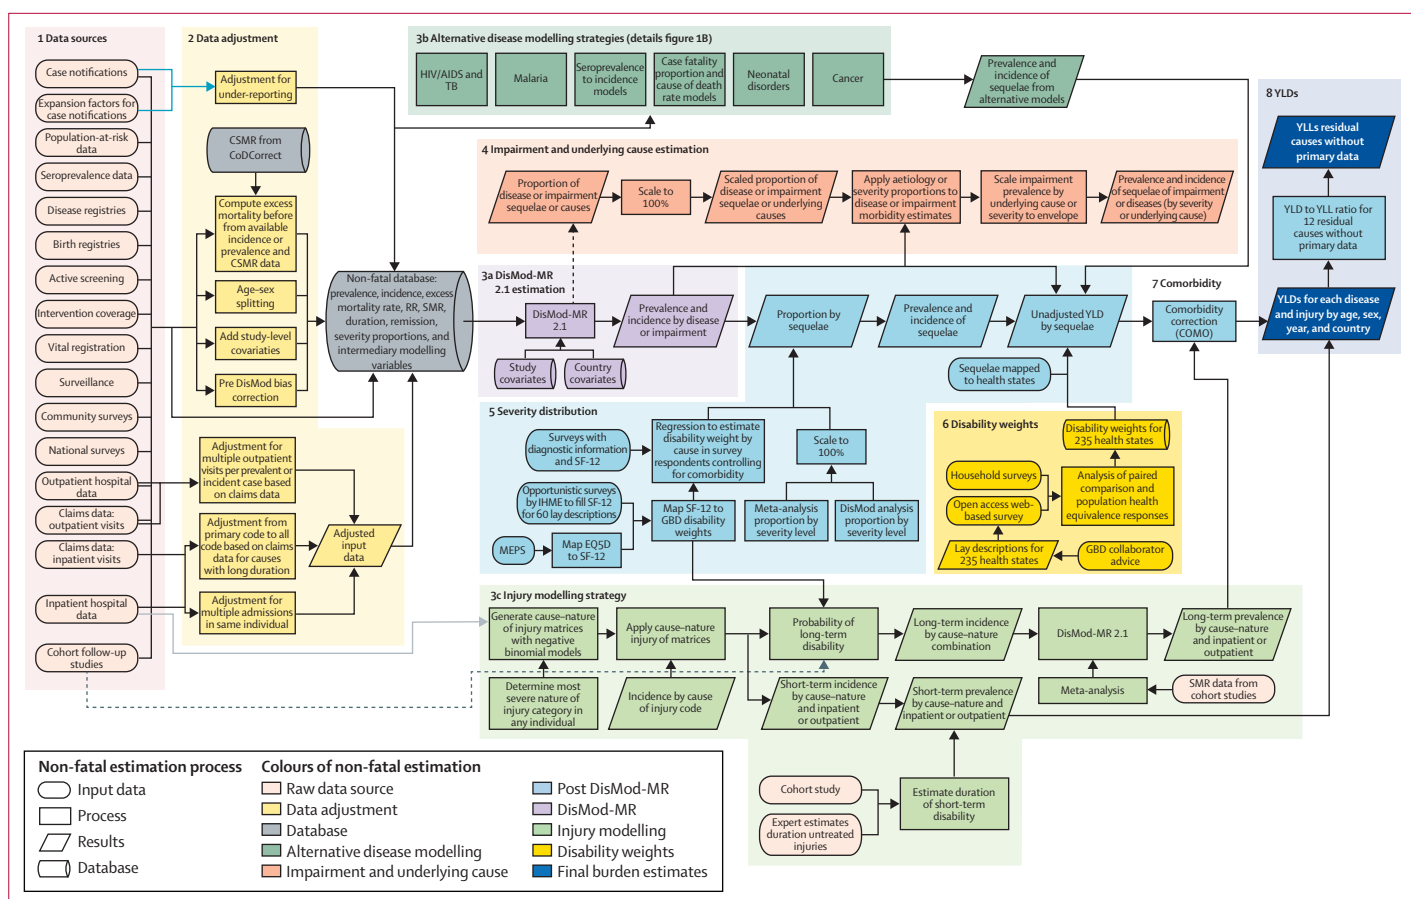 1 Data sources
Case notifications
Expansion factors for
case notifications
Population-at-risk
data
Seroprevalence data
Disease registries
Birth registries
Active screening
Intervention coverage
Vital registration
Surveillance
Community surveys
National surveys
Outpatient hospital
data
Claims data:
outpatient visits
Claims data:
inpatient visits
Inpatient hospital
data
Cohort follow-up
studies
2 Data adjustment
Adjustment for
under-reporting
CSMR from
CoDCorrect
Compute excess
mortality before
from available
incidence or
prevalence and
CSMR data
Age–sex
splitting
Add study-level
covariaties
Pre DisMod bias
correction
Adjustment for
multiple outpatient
visits per prevalent or
incident case based on
claims data
Adjustment from
primary code to all
code based on claims
data for causes
with long duration
Adjustment for
multiple admissions
in same individual
Adjusted
input
data
Non-fatal database:
prevalence, incidence, excess
mortality rate, RR, SMR,
duration, remission,
severity proportions, and
intermediary modelling
variables
3b Alternative disease modelling strategies (details figure 1B)
HIV/AIDS and
TB
Malaria
Seroprevalence
to incidence
models
Case fatality
proportion and
cause of death
rate models
Neonatal
disorders
Cancer
Prevalence and
incidence of
sequelae from
alternative models
4 Impairment and underlying cause estimation
Proportion of
disease or impairment
sequelae or causes
Scale to
100%
Scaled proportion of
disease or impairment
sequelae or underlying
causes
Apply aetiology or
severity proportions to
disease or impairment
morbidity estimates
Scale impairment
prevalence by
underlying cause or
severity to envelope
Prevalence and incidence
of sequelae of impairment
or diseases (by severity
or underlying cause)
3a DisMod-MR
2.1 estimation
DisMod-MR
2.1
Study
covariates
Country
covariates
Prevalence and
incidence by disease
or impairment
Proportion by
sequelae
Prevalence and
incidence of
sequelae
Unadjusted YLD
by sequelae
Sequelae mapped
to health states
7 Comorbidity
Comorbidity
correction
(COMO)
8 YLDs
YLLs residual
causes without
primary data
YLD to YLL ratio for
12 residual
causes without
primary data
YLDs for each disease
and injury by age, sex,
year, and country
5 Severity distribution
Surveys with
diagnostic information
and SF-12
Regression to estimate
disability weight by
cause in survey
respondents controlling
for comorbidity
Scale to
100%
Opportunistic surveys
by IHME to fill SF-12
for 60 lay descriptions
Map SF-12 to
GBD disability
weights
Meta-analysis
proportion by
severity level
DisMod analysis
proportion by
severity level
MEPS
Map EQ5D
to SF-12
6 Disability weights
Disability weights for
235 health states
Household surveys
Open access web-
based survey
Analysis of paired
comparison and
population health
equivalence responses
Lay descriptions for
235 health states
GBD collaborator
advice
3c Injury modelling strategy
Generate cause–nature
of injury matrices
with negative
binomial models
Apply cause–nature
injury of matrices
Probability of
long-term
disability
Long-term incidence
by cause–nature
combination
DisMod-MR 2.1
Long-term prevalence
by cause–nature
and inpatient or
outpatient
Determine most
severe nature of
injury category in
any individual
Incidence by cause
of injury code
Short-term incidence
by cause–nature
and inpatient
or outpatient
Short-term prevalence
by cause–nature and
inpatient or outpatient
Meta-analysis
SMR data from
cohort studies
Cohort study
Expert estimates
duration untreated
injuries
Estimate duration
of short-term
disability
Non-fatal estimation process
Input data
Process
Results
Database
Colours of non-fatal estimation
Raw data source
Data adjustment
Database
Alternative disease modelling
Impairment and underlying cause
Post DisMod-MR
DisMod-MR
Injury modelling
Disability weights
Final burden estimates